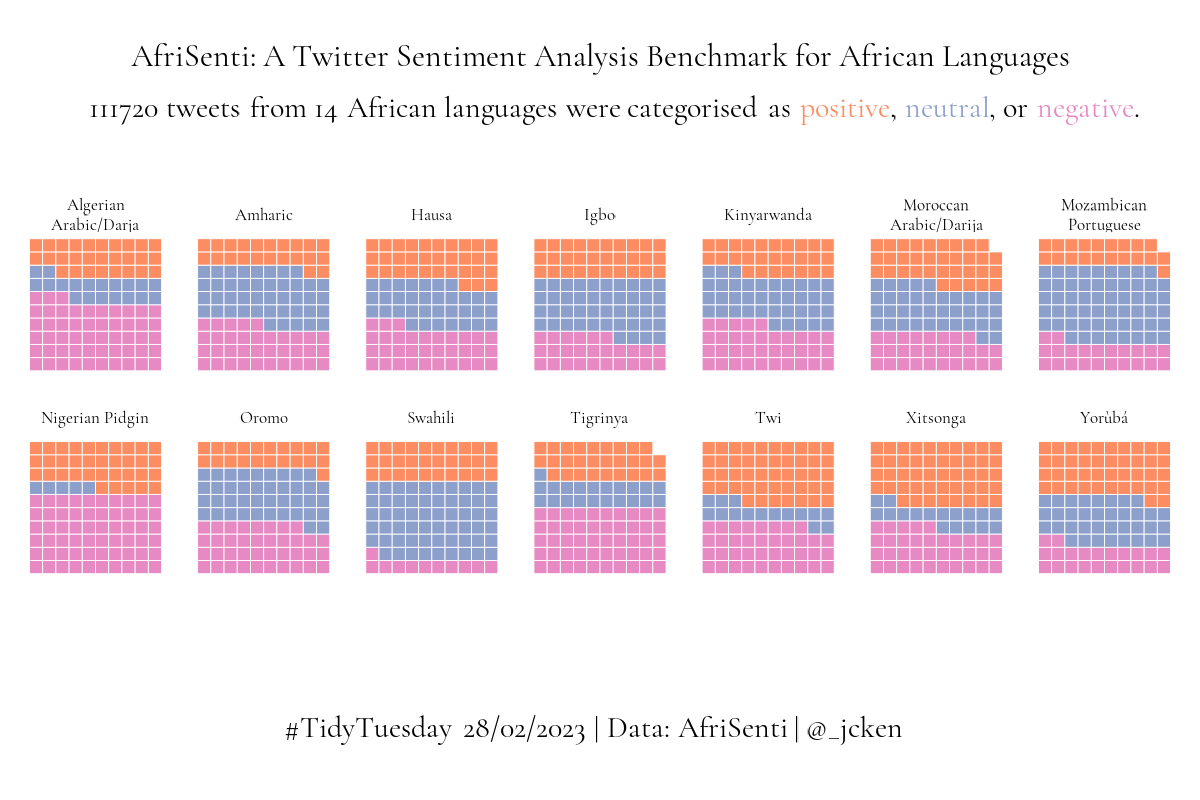 AfriSenti: A Twitter Sentiment Analysis Benchmark for African Languages
111720 tweets from 14 African languages were categorised as positive, neutral, or negative.
Algerian
Arabic/Darja
Amharic
Hausa
Igbo
Kinyarwanda
Moroccan
Arabic/Darija
Mozambican
Portuguese
Nigerian Pidgin
Oromo
Swahili
Tigrinya
Twi
Xitsonga
Yorùbá
#TidyTuesday 28/02/2023 | Data: AfriSenti | @_jcken